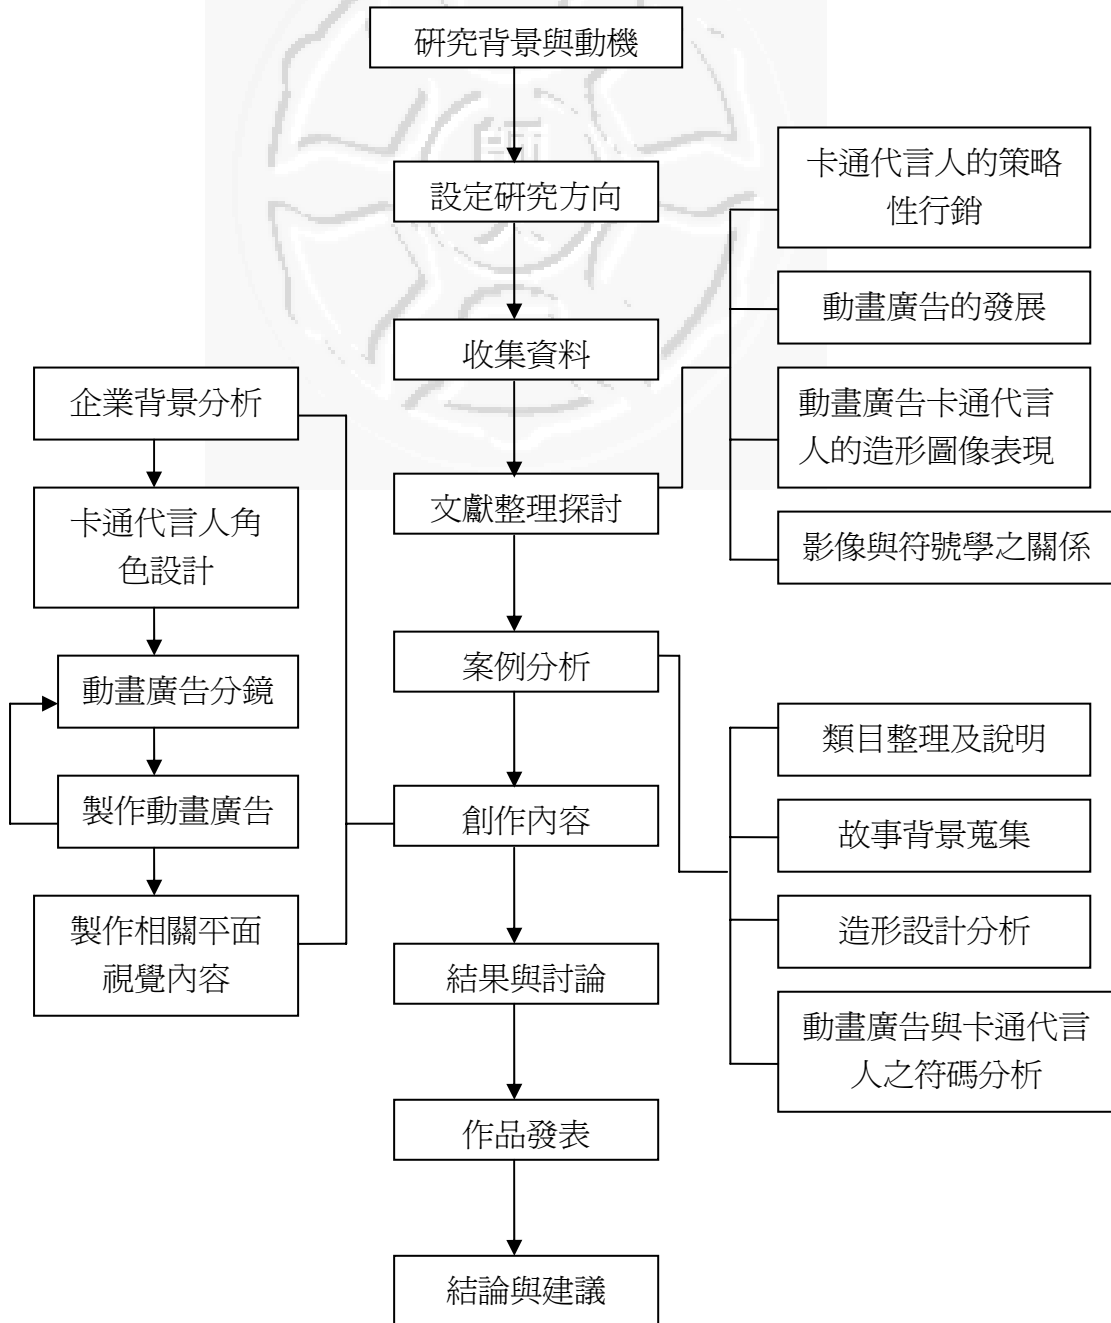 研究背景與動機
設定研究方向
收集資料
文獻整理探討
案例分析
創作內容
結果與討論
作品發表
結論與建議
卡通代言人的策略
性行銷
動畫廣告的發展
動畫廣告卡通代言
人的造形圖像表現
影像與符號學之關係
類目整理及說明
故事背景蒐集
造形設計分析
動畫廣告與卡通代言
人之符碼分析
企業背景分析
卡通代言人角
色設計
動畫廣告分鏡
製作動畫廣告
製作相關平面
視覺內容
師
大